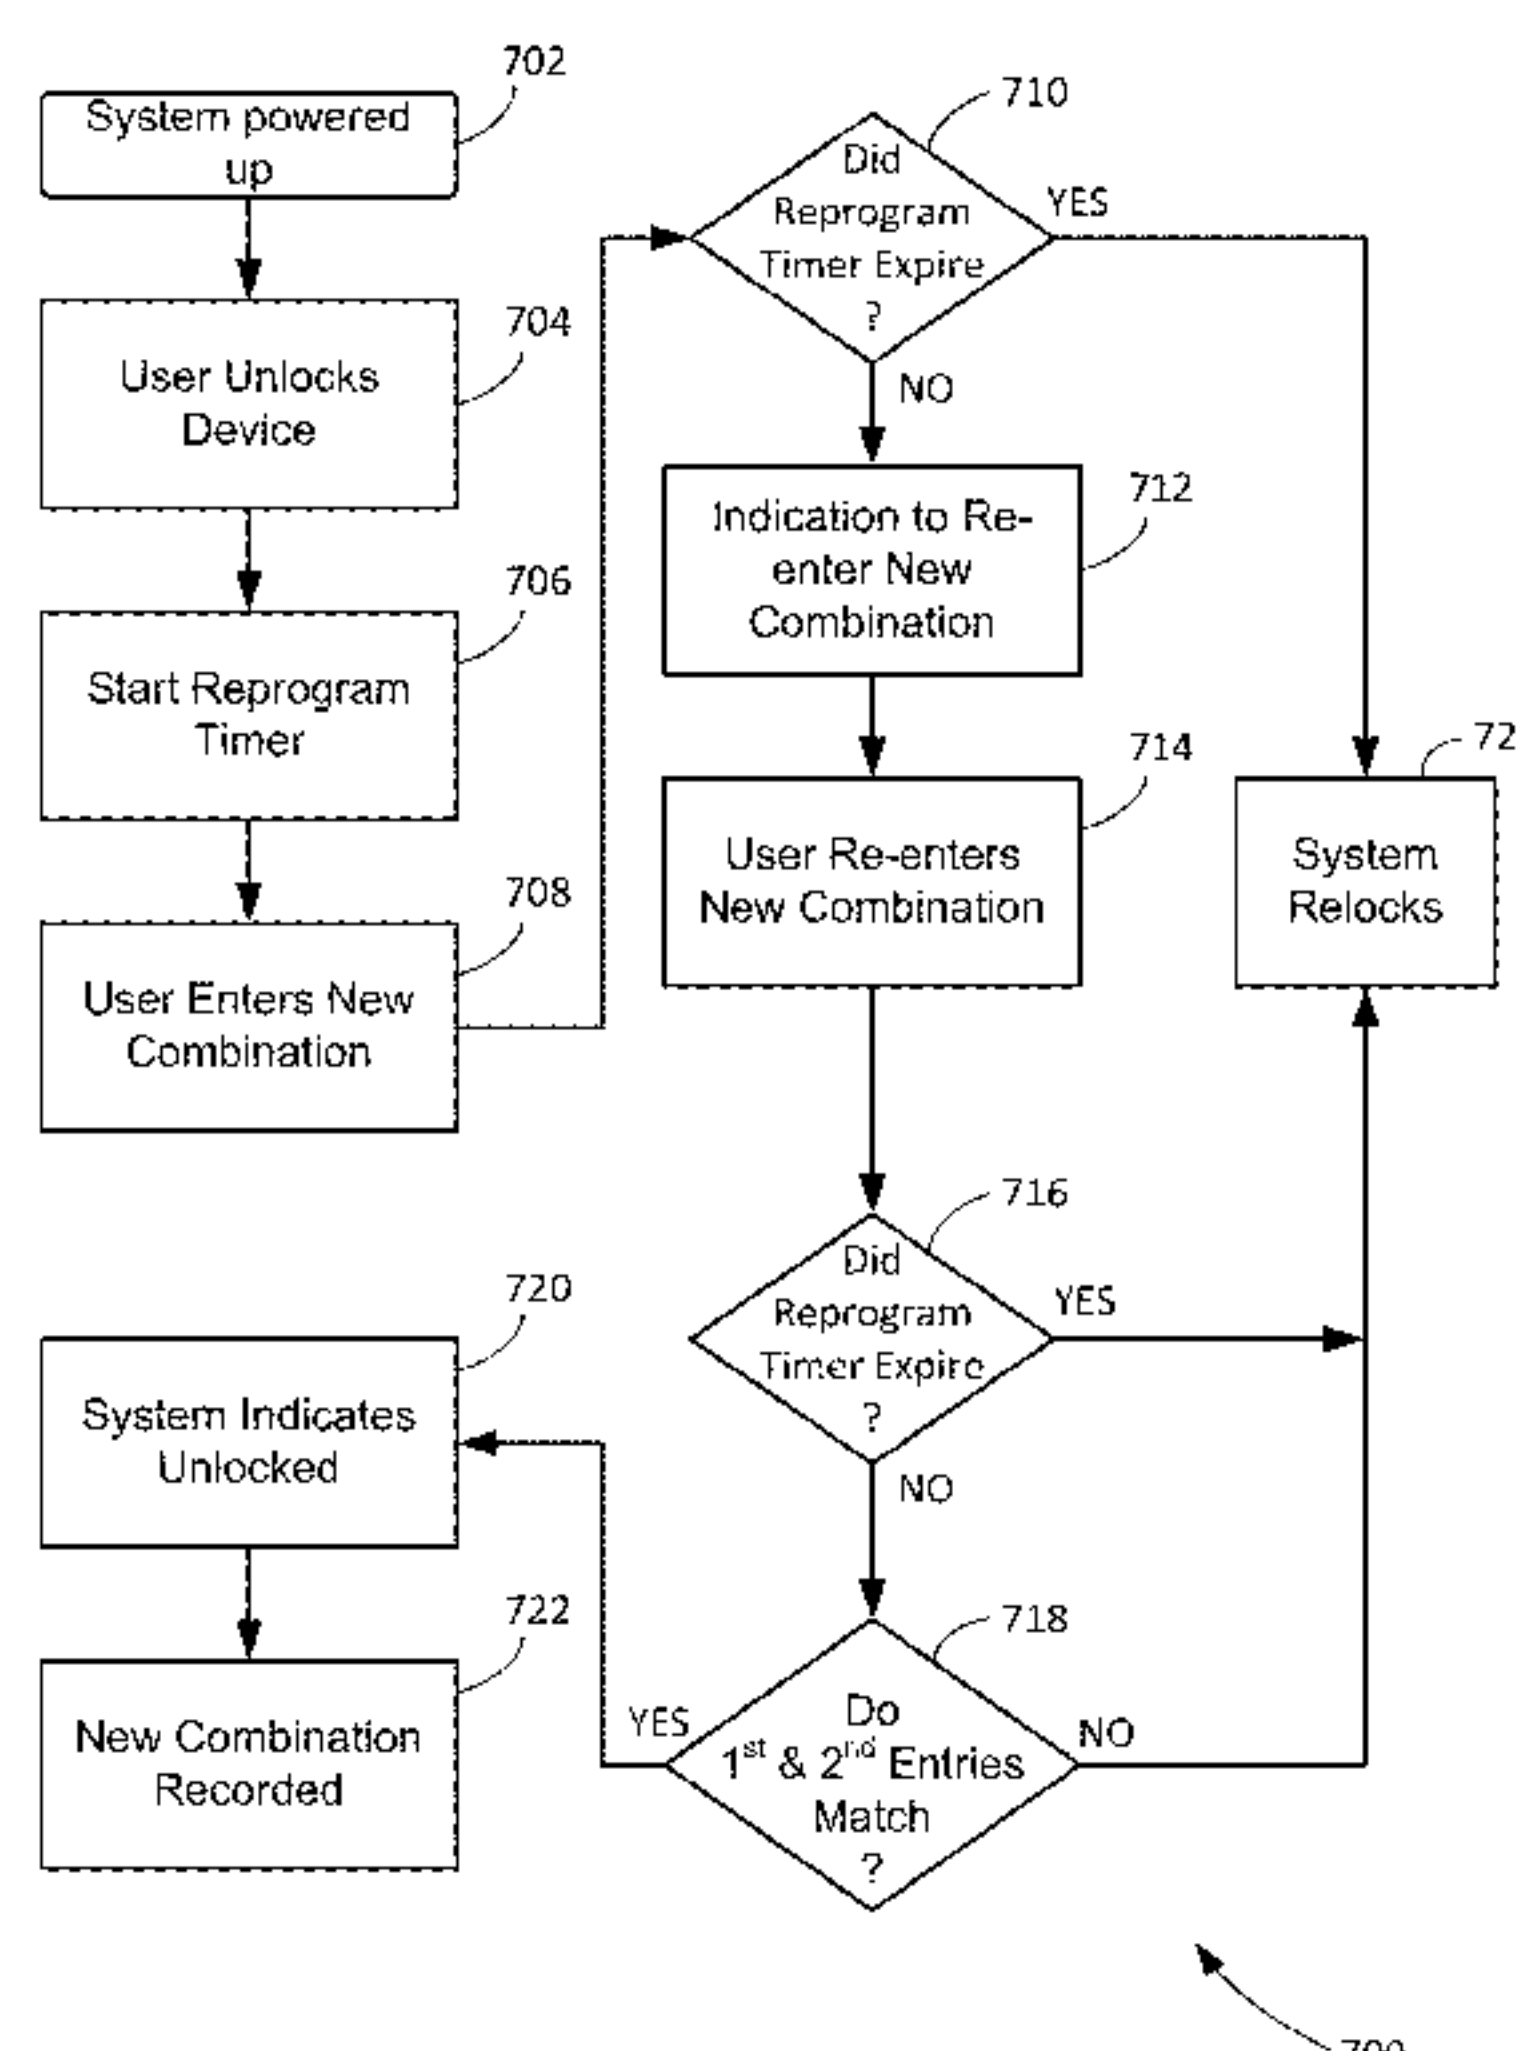 702
System powered
up
704
User Unlocks
Device
706
Start Reprogram
Timer
708
User Enters New
Combination
710
Did
Reprogram
Timer Expire
?
YES
NO
712
Indication to Re-
enter New
Combination
714
User Re-enters
New Combination
72
System
Relocks
716
Did
Reprogram
Timer Expire
?
YES
NO
718
Do
1st & 2nd Entries
Match
?
YES
NO
720
System Indicates
Unlocked
722
New Combination
Recorded